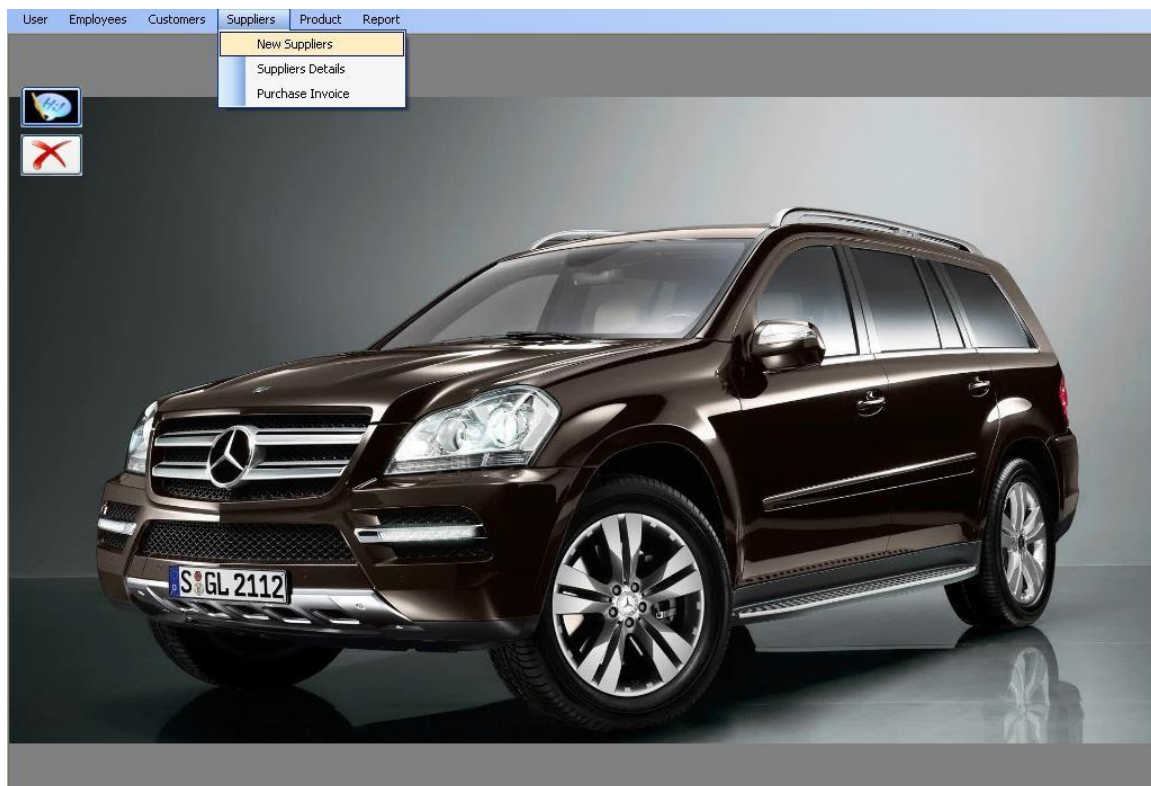 User Employees Customers Suppliers Product Report
New Suppliers
Suppliers Details
Purchase Invoice
S GL 2112